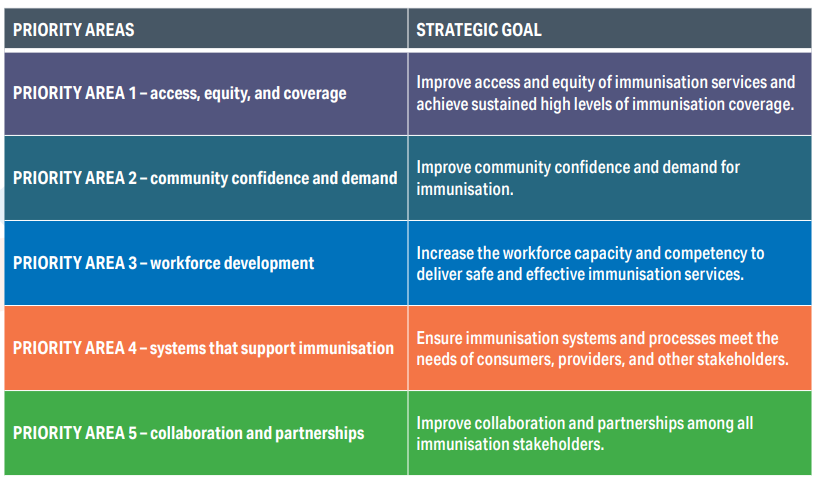 PRIORITY AREAS
STRATEGIC GOAL
PRIORITY AREA 1 – access, equity, and coverage
Improve access and equity of immunisation services and
achieve sustained high levels of immunisation coverage.
PRIORITY AREA 2 – community confidence and demand
Improve community confidence and demand for
immunisation.
PRIORITY AREA 3 – workforce development
Increase the workforce capacity and competency to
deliver safe and effective immunisation services.
PRIORITY AREA 4 – systems that support immunisation
Ensure immunisation systems and processes meet the
needs of consumers, providers, and other stakeholders.
PRIORITY AREA 5 – collaboration and partnerships
Improve collaboration and partnerships among all
immunisation stakeholders.